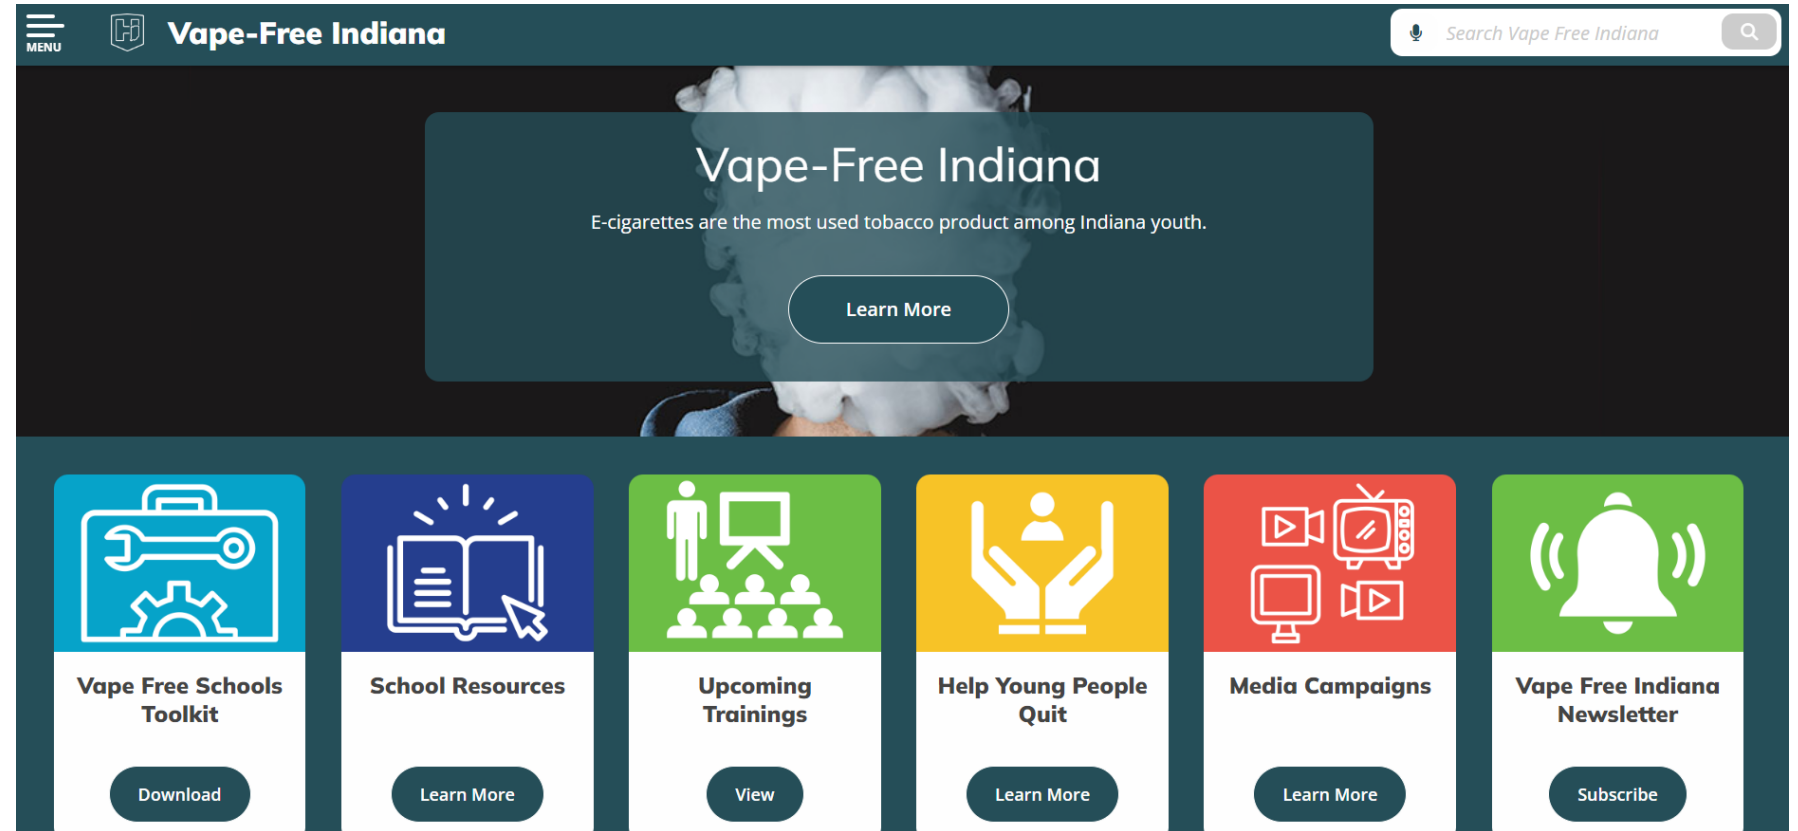 MENU
Vape-Free Indiana
Search Vape Free Indiana
Vape-Free Indiana
E-cigarettes are the most used tobacco product among Indiana youth.
Learn More
Vape Free Schools
Toolkit
Download
School Resources
Learn More
Upcoming
Trainings
View
Help Young People
Quit
Learn More
Media Campaigns
Learn More
Vape Free Indiana
Newsletter
Subscribe